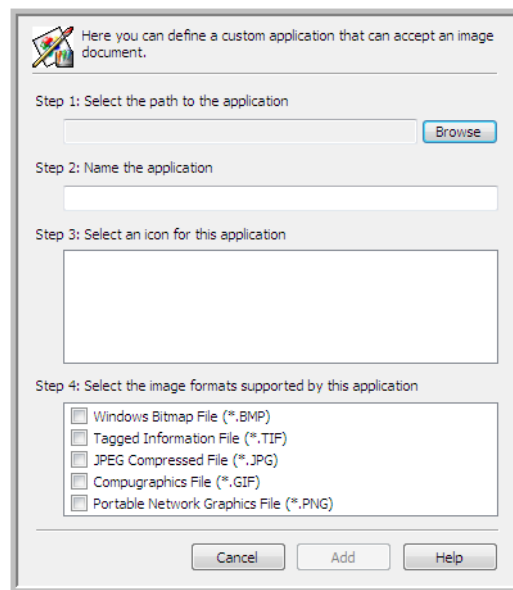 Here you can define a custom application that can accept an image
document.
Step 1: Select the path to the application
Browse
Step 2: Name the application
Step 3: Select an icon for this application
Step 4: Select the image formats supported by this application
Windows Bitmap File (*.BMP)
Tagged Information File (*.TIF)
JPEG Compressed File (*.JPG)
Compugraphics File (*.GIF)
Portable Network Graphics File (*.PNG)
Cancel Add Help